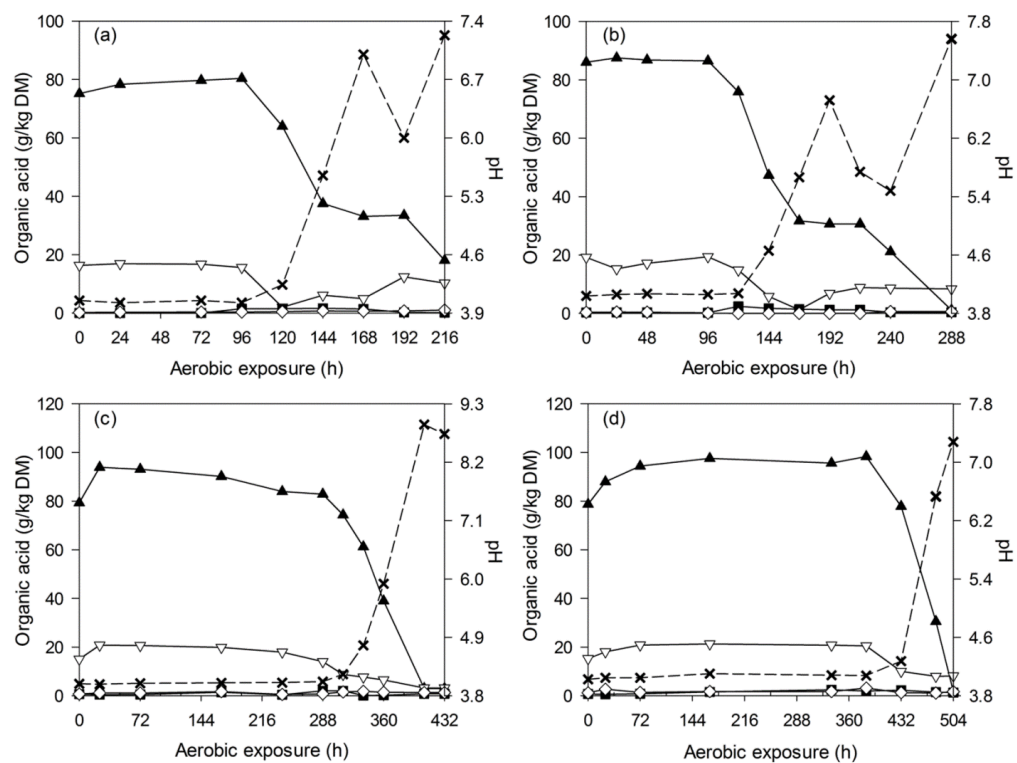 (a)
100
80
60
40
20
0
Organic acid (g/kg DM)
7.4
6.7
6.0
5.3
4.6
3.9
pH
0 24 48 72 96 120 144 168 192 216
Aerobic exposure (h)
(b)
100
80
60
40
20
0
Organic acid (g/kg DM)
7.8
7.0
6.2
5.4
4.6
3.8
pH
0 48 96 144 192 240 288
Aerobic exposure (h)
(c)
120
100
80
60
40
20
0
Organic acid (g/kg DM)
9.3
8.2
7.1
6.0
4.9
3.8
pH
0 72 144 216 288 360 432
Aerobic exposure (h)
(d)
120
100
80
60
40
20
0
Organic acid (g/kg DM)
7.8
7.0
6.2
5.4
4.6
3.8
pH
0 72 144 216 288 360 432 504
Aerobic exposure (h)